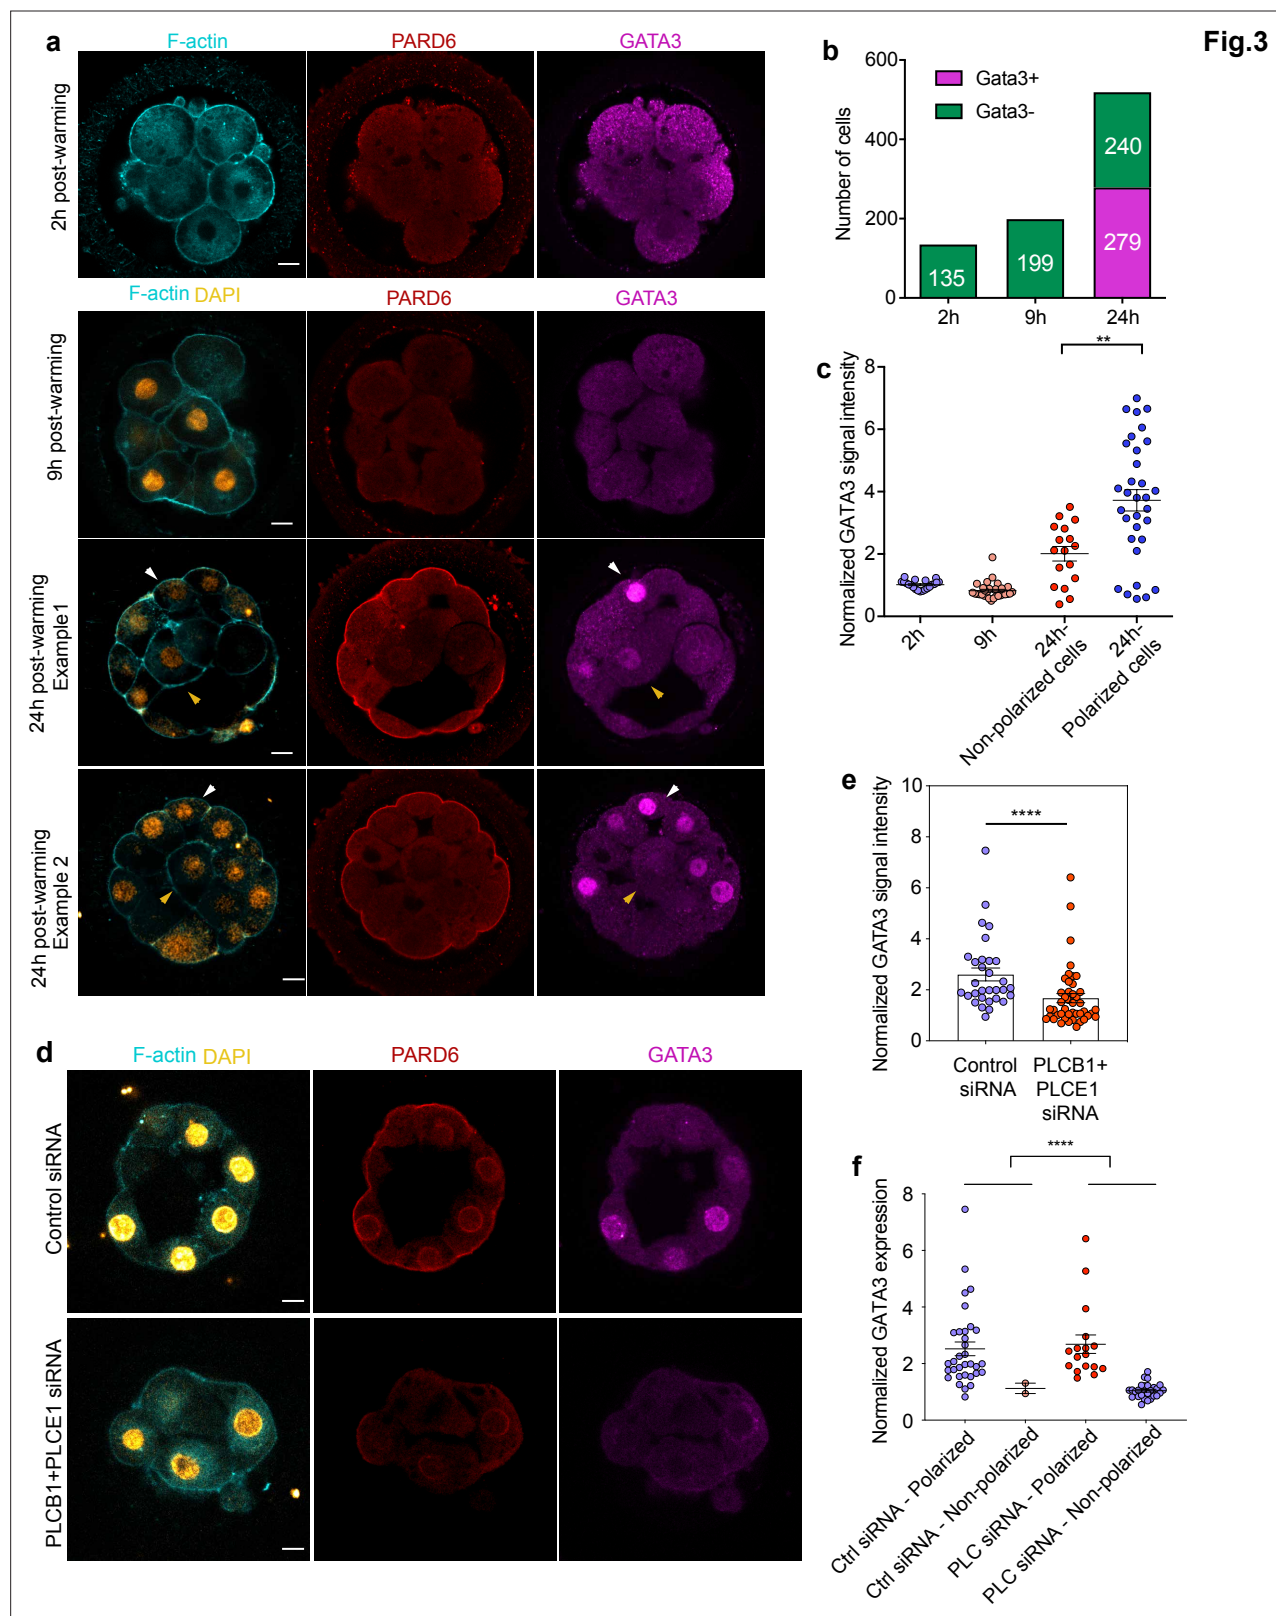 Fig.3
a
F-actin
PARD6
GATA3
2h post-warming
F-actin DAPI
PARD6
GATA3
9h post-warming
24h post-warming
Example1
24h post-warming
Example 2
b
Number of cells
600
400
200
0
Gata3+
Gata3-
135
199
240
279
2h
9h
24h
c
**
Normalized GATA3 signal intensity
8
6
4
2
0
2h
9h
24h-
Non-polarized cells
24h-
Polarized cells
d
F-actin DAPI
PARD6
GATA3
Control siRNA
PLCB1+PLCE1 siRNA
e
****
Normalized GATA3 signal intensity
10
8
6
4
2
0
Control
siRNA
PLCB1+
PLCE1
siRNA
f
****
Normalized GATA3 expression
8
6
4
2
0
Ctrl siRNA - Polarized
Ctrl siRNA - Non-polarized
PLC siRNA - Polarized
PLC siRNA - Non-polarized